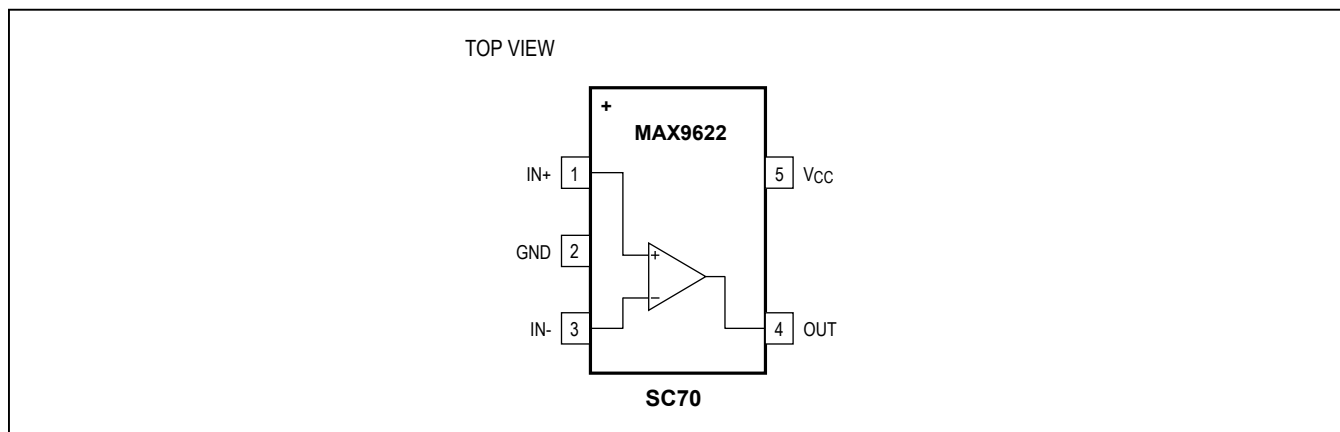 TOP VIEW
+
MAX9622
IN+ 1
5 VCC
GND 2
+
−
IN- 3
4 OUT
SC70